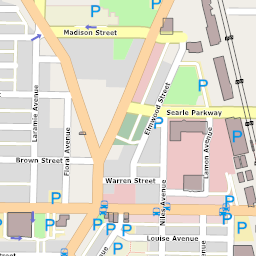 P
P
P
Madison Street
P
P
Laramie Avenue
Elmwood Street
Searle Parkway
Floral Avenue
Lamon Avenue
Brown Street
P
Warren Street
Niles Avenue
P
P
P
P
P
P
P
Louise Avenue